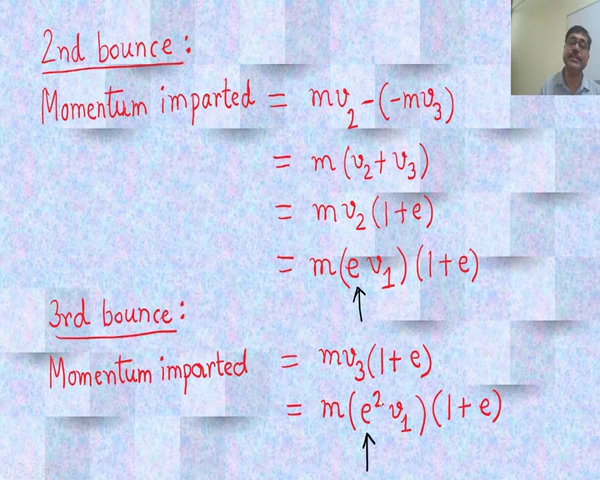 2nd bounce:
Momentum imparted = mv₂-(-mv₃)
= m(v₂+v₃)
= mv₂(1+e)
= m(ev₁)(1+e)
3rd bounce:
Momentum imparted = mv₃(1+e)
= m(e²v₁)(1+e)